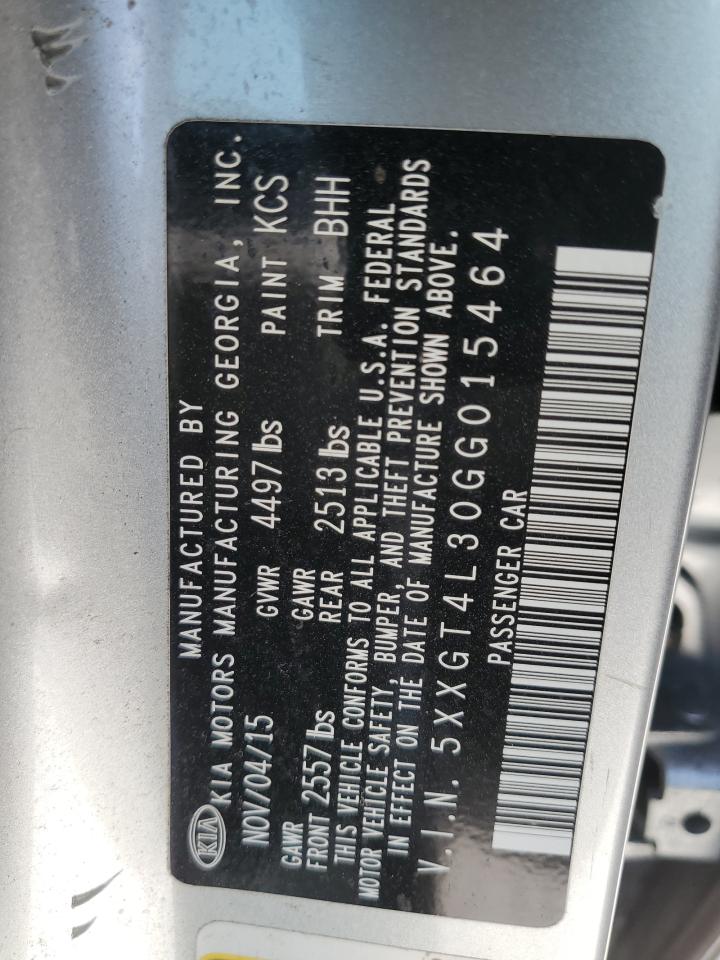 MANUFACTURED BY
KIA KIA MOTORS MANUFACTURING GEORGIA, INC.
NOV/04/15 GVWR 4497 lbs PAINT KCS
GAWR GAWR
FRONT 2557 lbs REAR 2513 lbs TRIM BHH
THIS VEHICLE CONFORMS TO ALL APPLICABLE U.S.A. FEDERAL
MOTOR VEHICLE SAFETY, BUMPER, AND THEFT PREVENTION STANDARDS
IN EFFECT ON THE DATE OF MANUFACTURE SHOWN ABOVE.
V.I.N. 5XXGT4L30GG015464
PASSENGER CAR